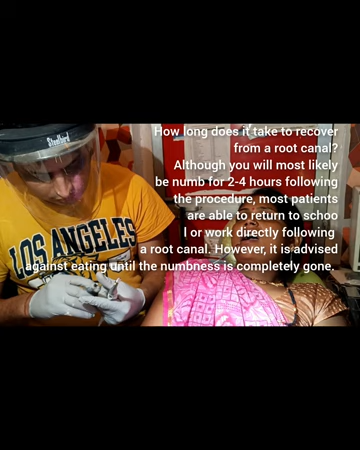 Steelbird
LOS ANGELES
How long does it take to recover
from a root canal?
Although you will most likely
be numb for 2-4 hours following
the procedure, most patients
are able to return to schoo
l or work directly following
a root canal. However, it is advised
against eating until the numbness is completely gone.